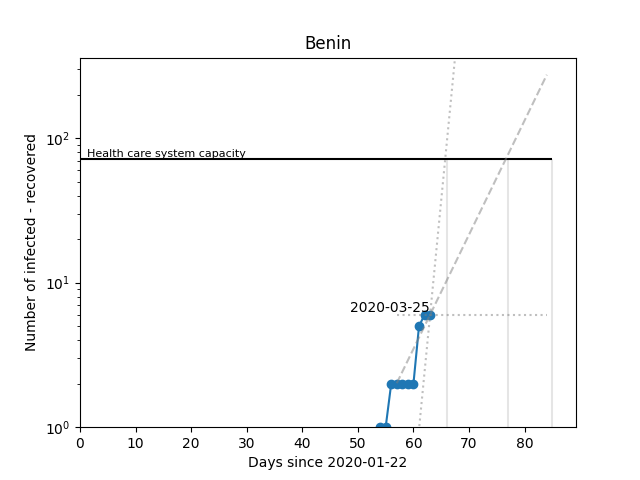 Benin
Number of infected - recovered
10²
10¹
10⁰
Health care system capacity
2020-03-25
0 10 20 30 40 50 60 70 80
Days since 2020-01-22